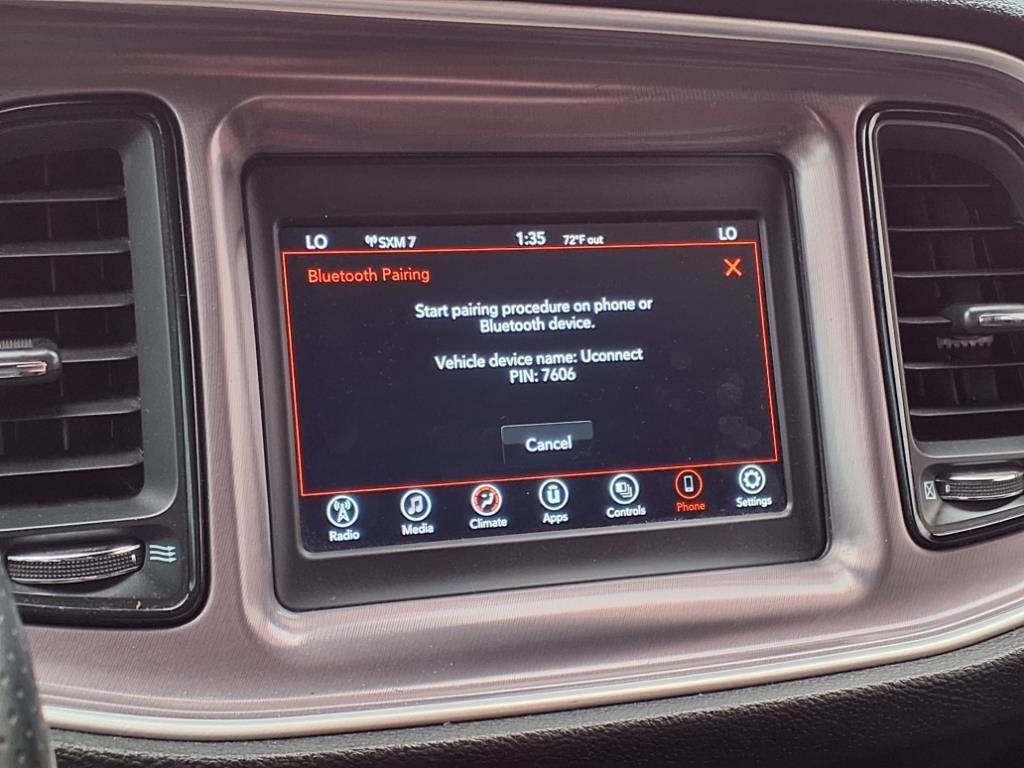 LO SXM 7 1:35 72°F out LO
Bluetooth Pairing X
Start pairing procedure on phone or
Bluetooth device.
Vehicle device name: Uconnect
PIN: 7606
Cancel
Radio Media Climate Apps Controls Phone Settings